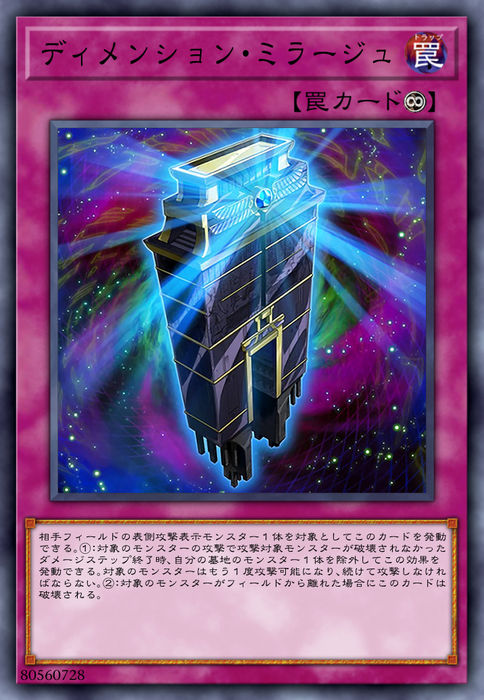 ディメンション・ミラージュ
トラップ
罠
【罠カード】
相手フィールドの表側攻撃表示モンスター１体を対象としてこのカードを発動
できる。①：対象のモンスターの攻撃で攻撃対象モンスターが破壊されなかった
ダメージステップ終了時、自分の墓地のモンスター１体を除外してこの効果を
発動できる。対象のモンスターはもう１度攻撃可能になり、続けて攻撃しなけれ
ばならない。②：対象のモンスターがフィールドから離れた場合にこのカードは
破壊される。
80560728